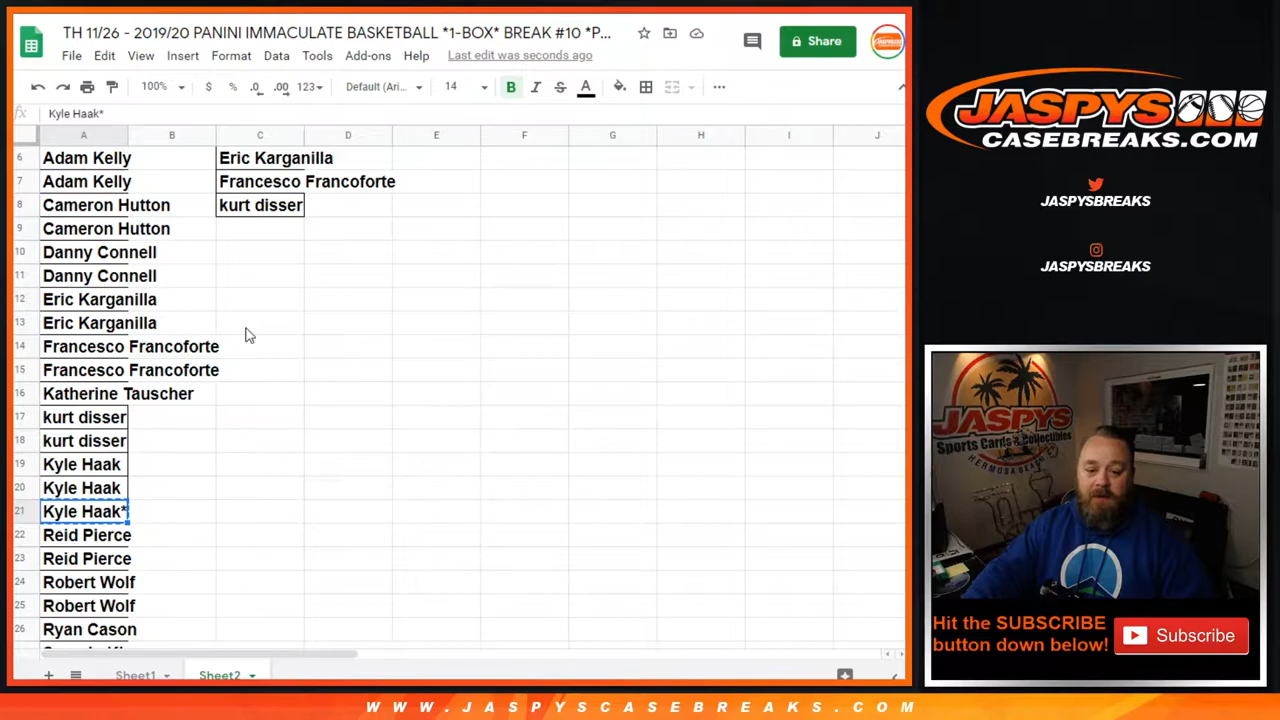 TH 11/26 - 2019/20 PANINI IMMACULATE BASKETBALL *1-BOX* BREAK #10 *P...
File Edit View Insert Format Data Tools Add-ons Help Last edit was seconds ago
Share
100% $ % .0 .00 123 Default (Ari... 14 B I S A
fx Kyle Haak*
A B C D E F G H I J
6 Adam Kelly Eric Karganilla
7 Adam Kelly Francesco Francoforte
8 Cameron Hutton kurt disser
9 Cameron Hutton
10 Danny Connell
11 Danny Connell
12 Eric Karganilla
13 Eric Karganilla
14 Francesco Francoforte
15 Francesco Francoforte
16 Katherine Tauscher
17 kurt disser
18 kurt disser
19 Kyle Haak
20 Kyle Haak
21 Kyle Haak*
22 Reid Pierce
23 Reid Pierce
24 Robert Wolf
25 Robert Wolf
26 Ryan Cason
Sheet1 Sheet2
JASPYS
CASEBREAKS.COM
JASPYSBREAKS
JASPYSBREAKS
JASPYS
Sports Cards & Collectibles
HERMOSA BEACH
Hit the SUBSCRIBE
button down below!
Subscribe
WWW.JASPYSCASEBREAKS.COM